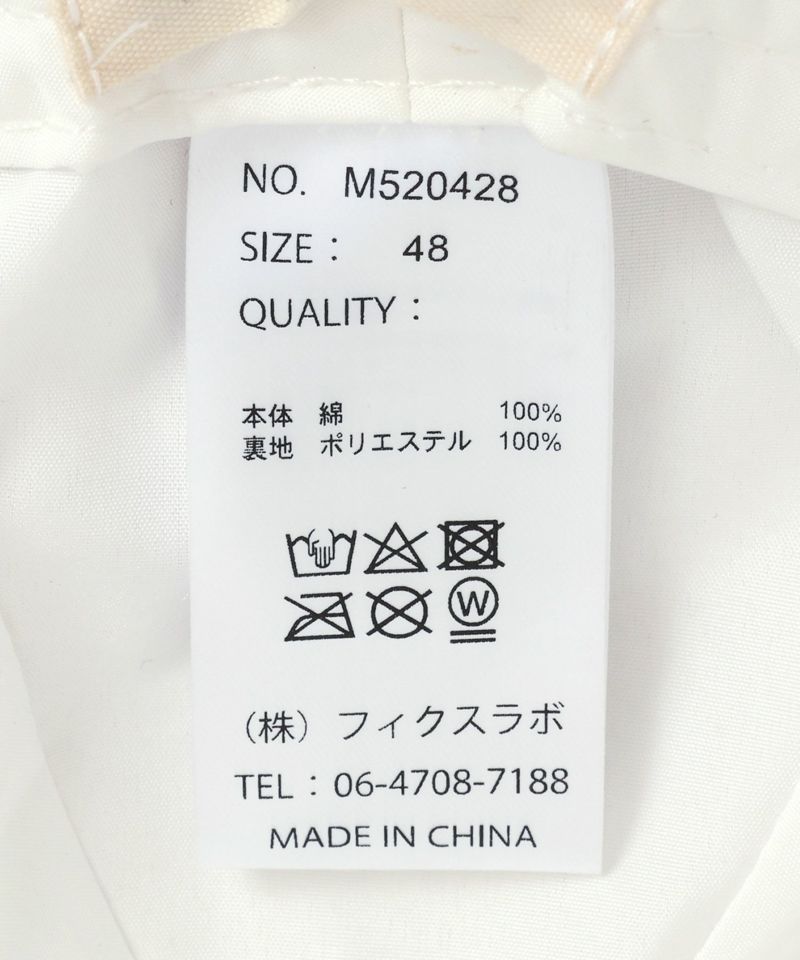 NO. M520428
SIZE： 48
QUALITY：
本体 綿 100%
裏地 ポリエステル 100%
W
（株）フィクスラボ
TEL：06-4708-7188
MADE IN CHINA